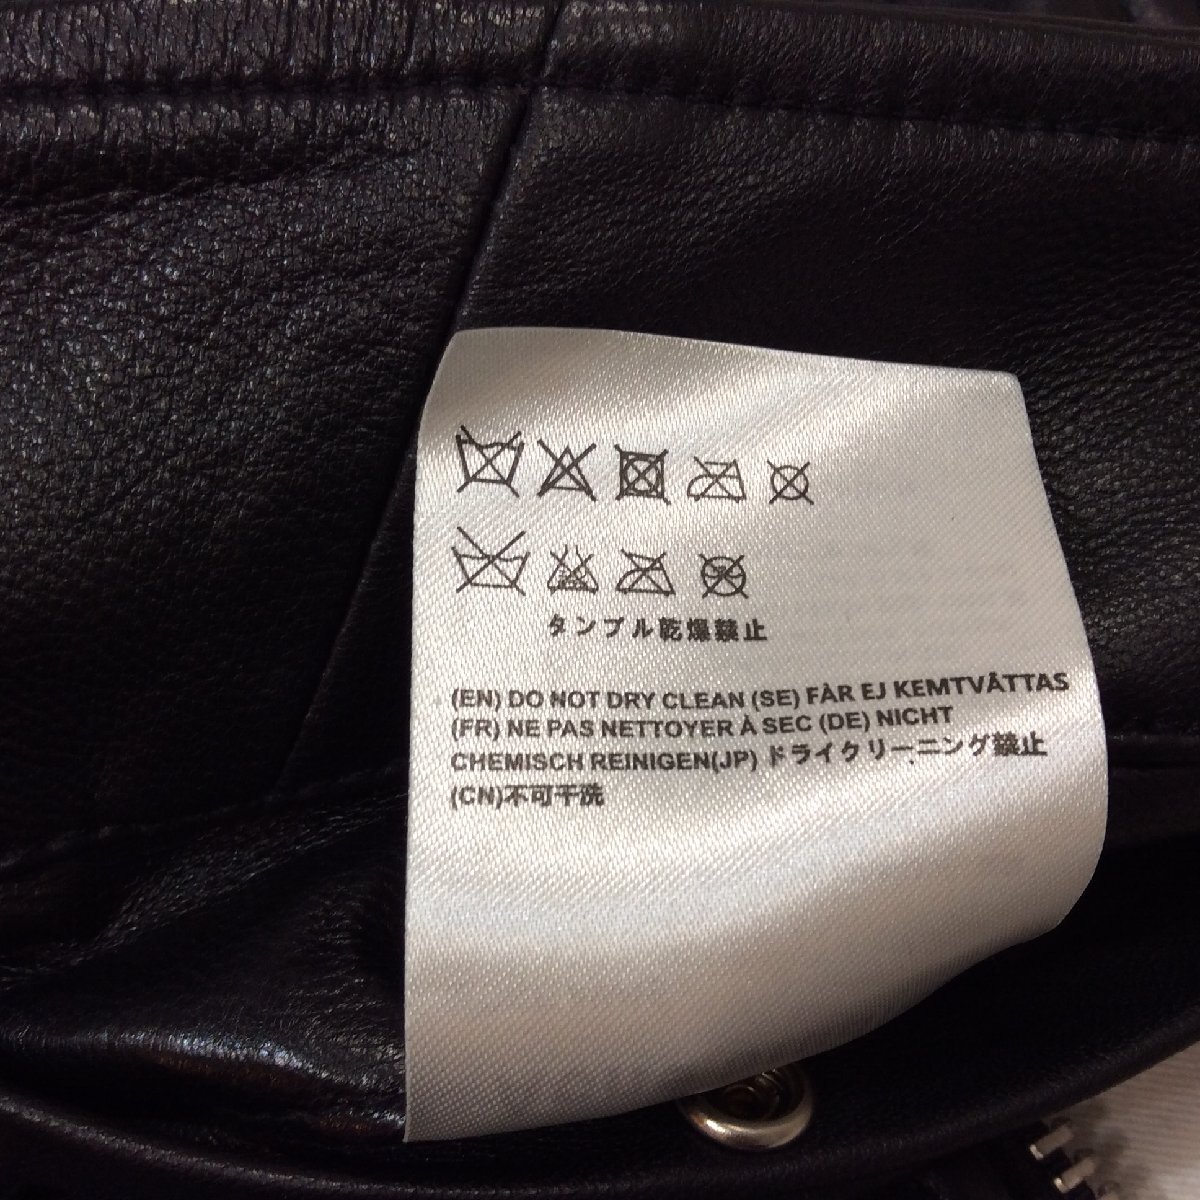 タンブル乾燥禁止
(EN) DO NOT DRY CLEAN (SE) FÅR EJ KEMTVÄTTAS
(FR) NE PAS NETTOYER À SEC (DE) NICHT
CHEMISCH REINIGEN(JP) ドライクリーニング禁止
(CN)不可干洗